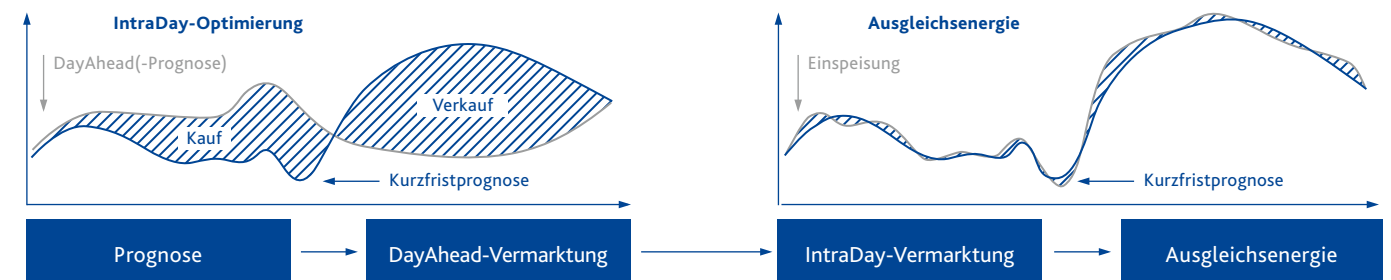 IntraDay-Optimierung
DayAhead(-Prognose)
Kauf
Verkauf
Kurzfristprognose
Ausgleichsenergie
Einspeisung
Kurzfristprognose
Prognose
DayAhead-Vermarktung
IntraDay-Vermarktung
Ausgleichsenergie